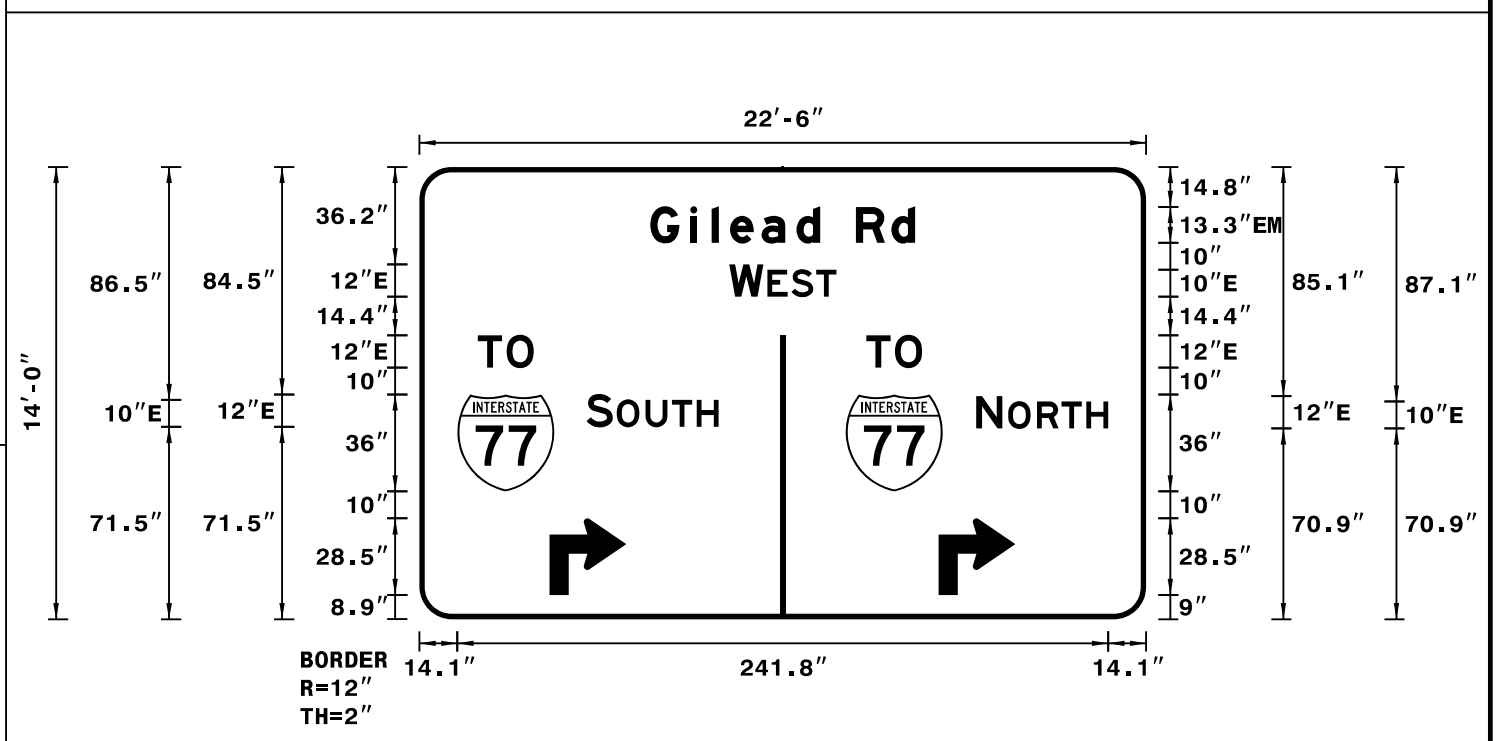 22'-6"
14'-0"
86.5"
10"E
71.5"
84.5"
12"E
71.5"
36.2"
12"E
14.4"
12"E
10"
36"
10"
28.5"
8.9"
Gilead Rd
WEST
TO
INTERSTATE
77
SOUTH
TO
INTERSTATE
77
NORTH
14.8"
13.3"EM
10"
10"E
14.4"
12"E
10"
36"
10"
28.5"
9"
85.1"
12"E
70.9"
87.1"
10"E
70.9"
BORDER
R=12"
TH=2"
14.1"
241.8"
14.1"